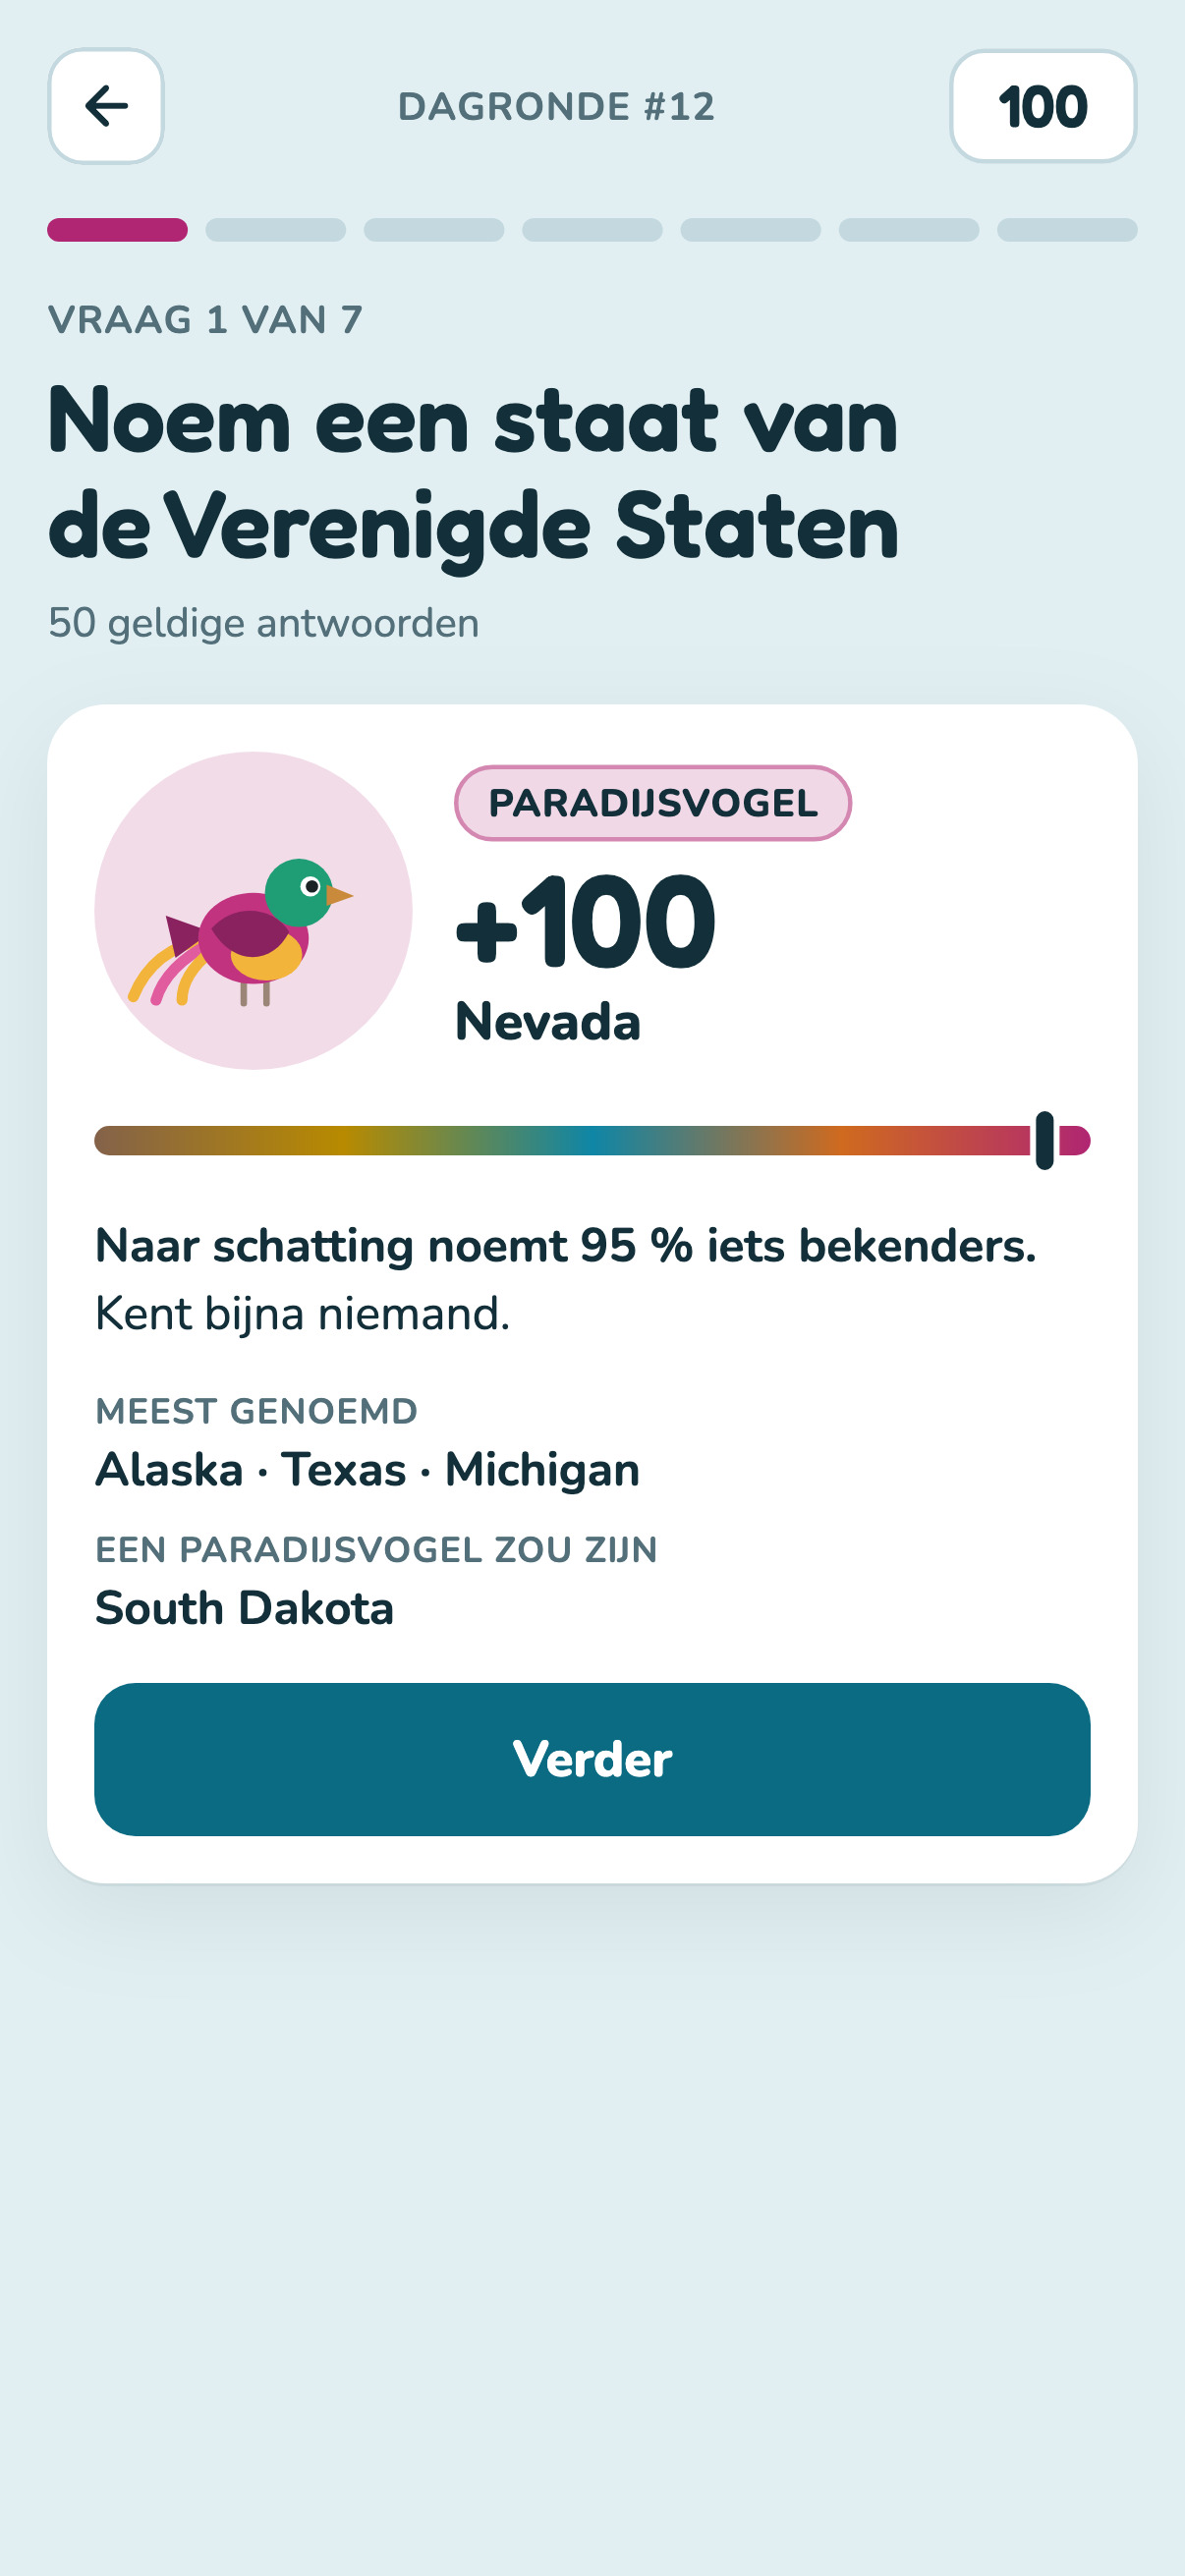 DAGRONDE #12
100
VRAAG 1 VAN 7
Noem een staat van
de Verenigde Staten
50 geldige antwoorden
PARADIJSVOGEL
+100
Nevada
Naar schatting noemt 95 % iets bekenders.
Kent bijna niemand.
MEEST GENOEMD
Alaska · Texas · Michigan
EEN PARADIJSVOGEL ZOU ZIJN
South Dakota
Verder